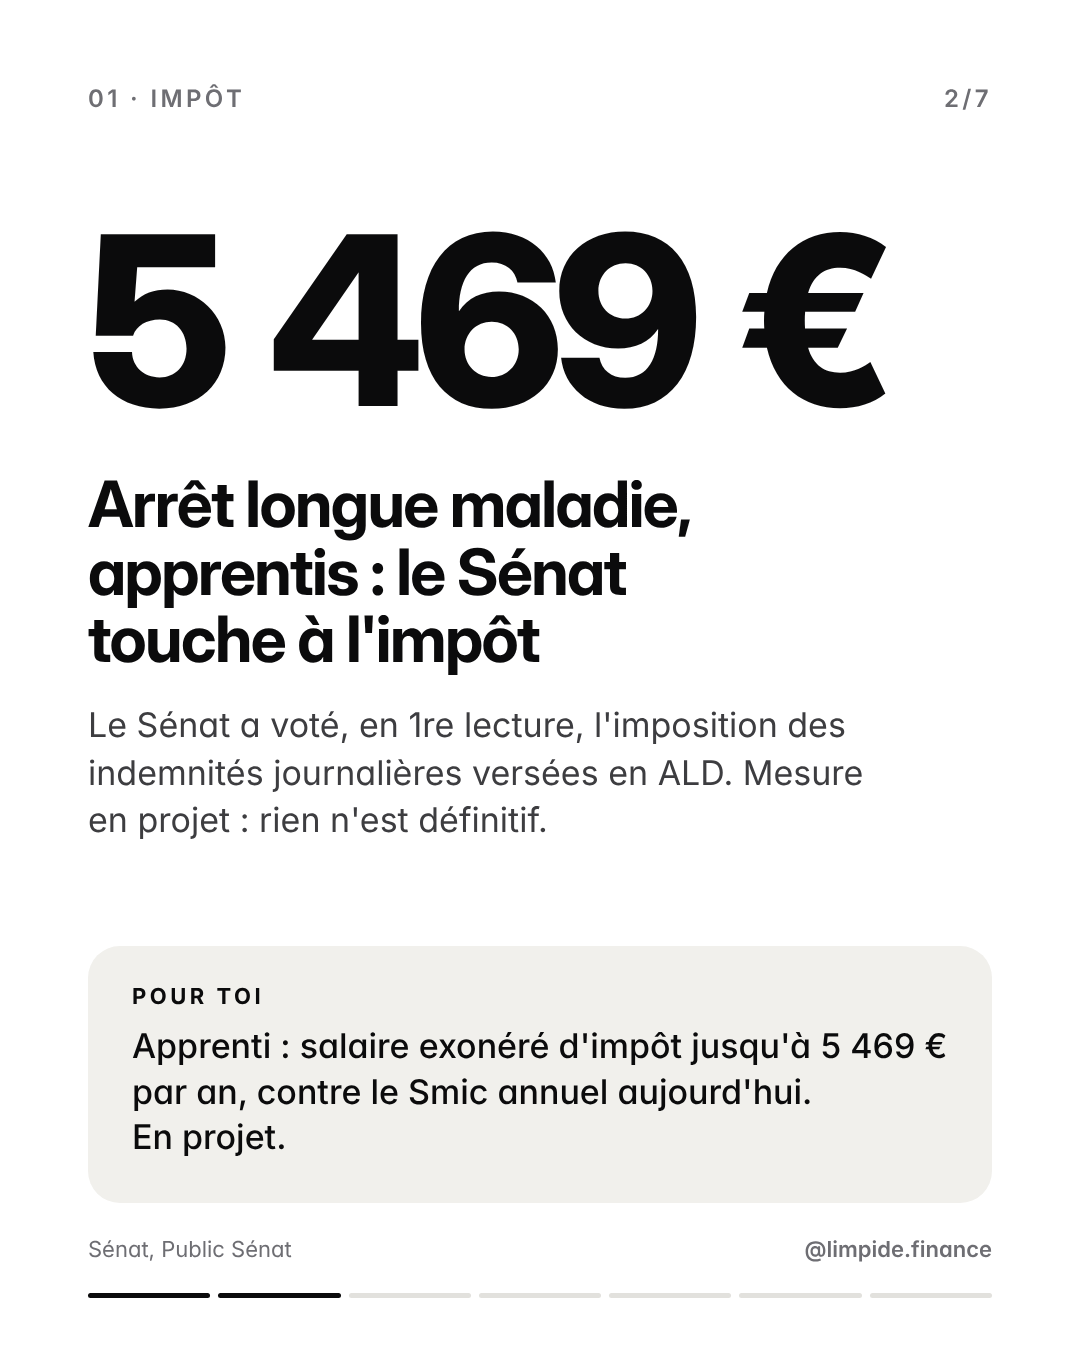 01 · IMPÔT
2/7
5 469 €
Arrêt longue maladie,
apprentis : le Sénat
touche à l'impôt
Le Sénat a voté, en 1re lecture, l'imposition des
indemnités journalières versées en ALD. Mesure
en projet : rien n'est définitif.
POUR TOI
Apprenti : salaire exonéré d'impôt jusqu'à 5 469 €
par an, contre le Smic annuel aujourd'hui.
En projet.
Sénat, Public Sénat
@limpide.finance